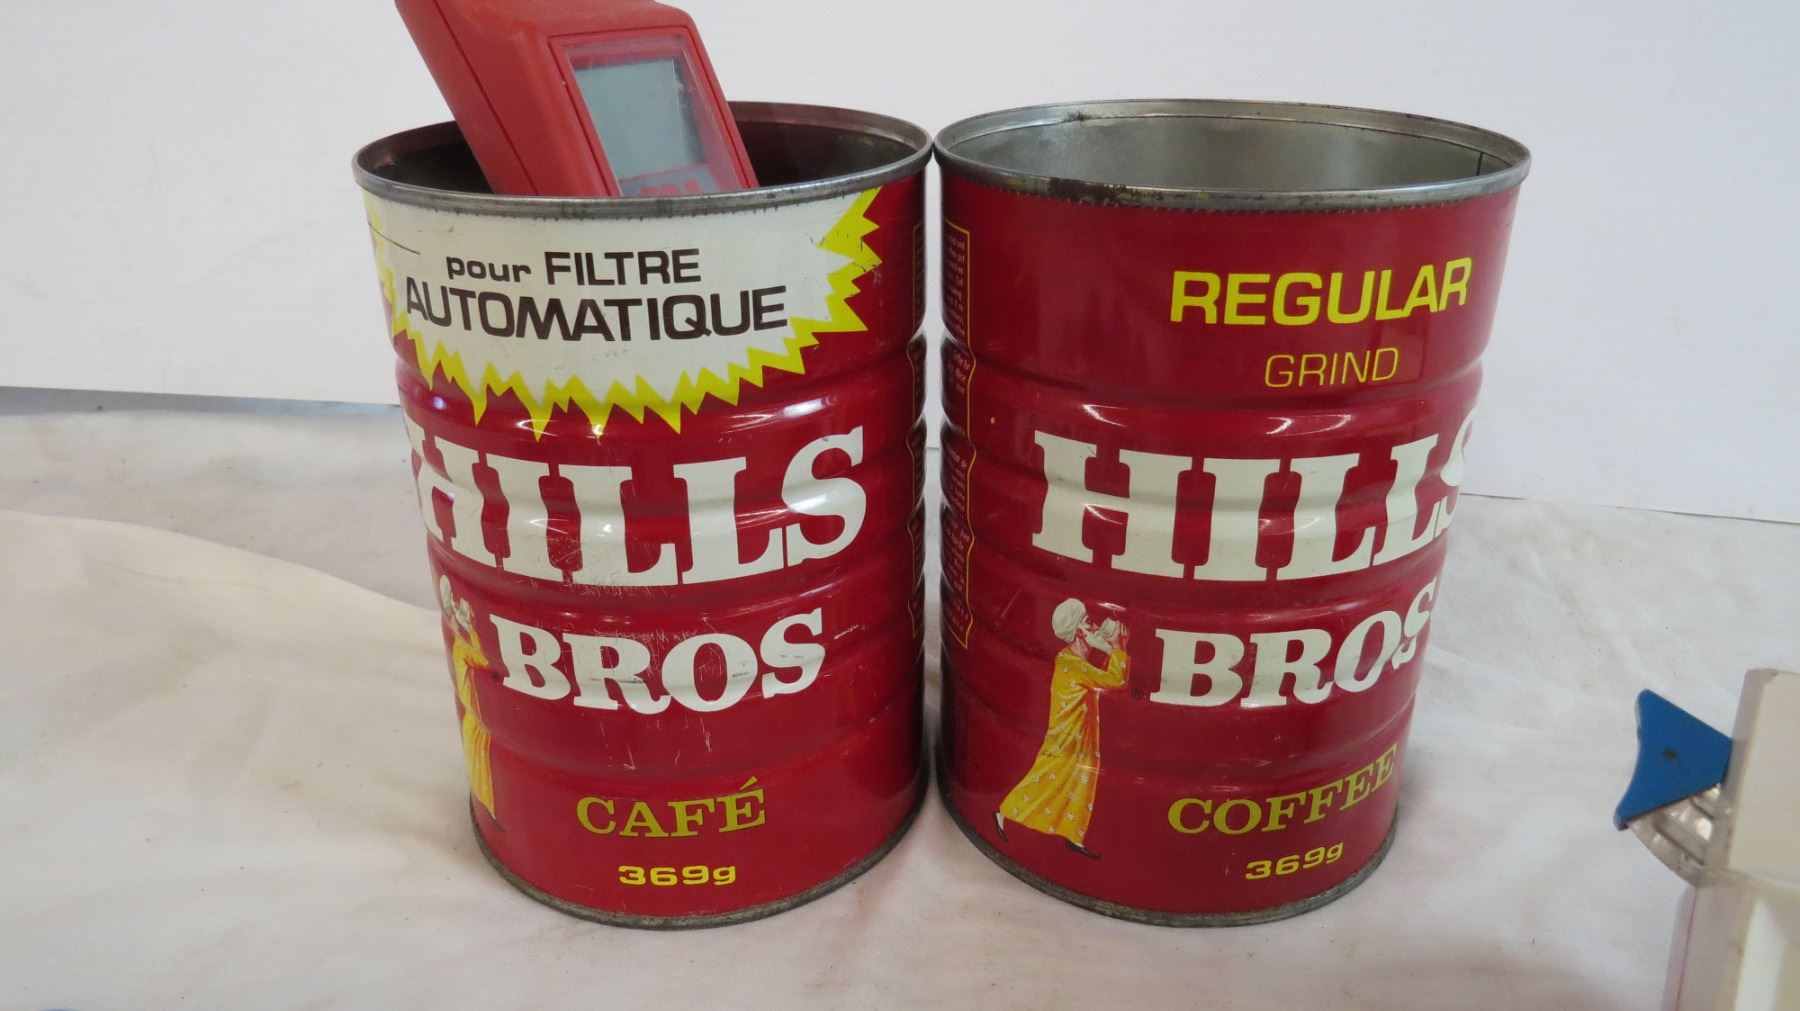 pour FILTRE
AUTOMATIQUE
HILLS
BROS
®
CAFÉ
369g
REGULAR
GRIND
HILLS
BROS
®
COFFEE
369g